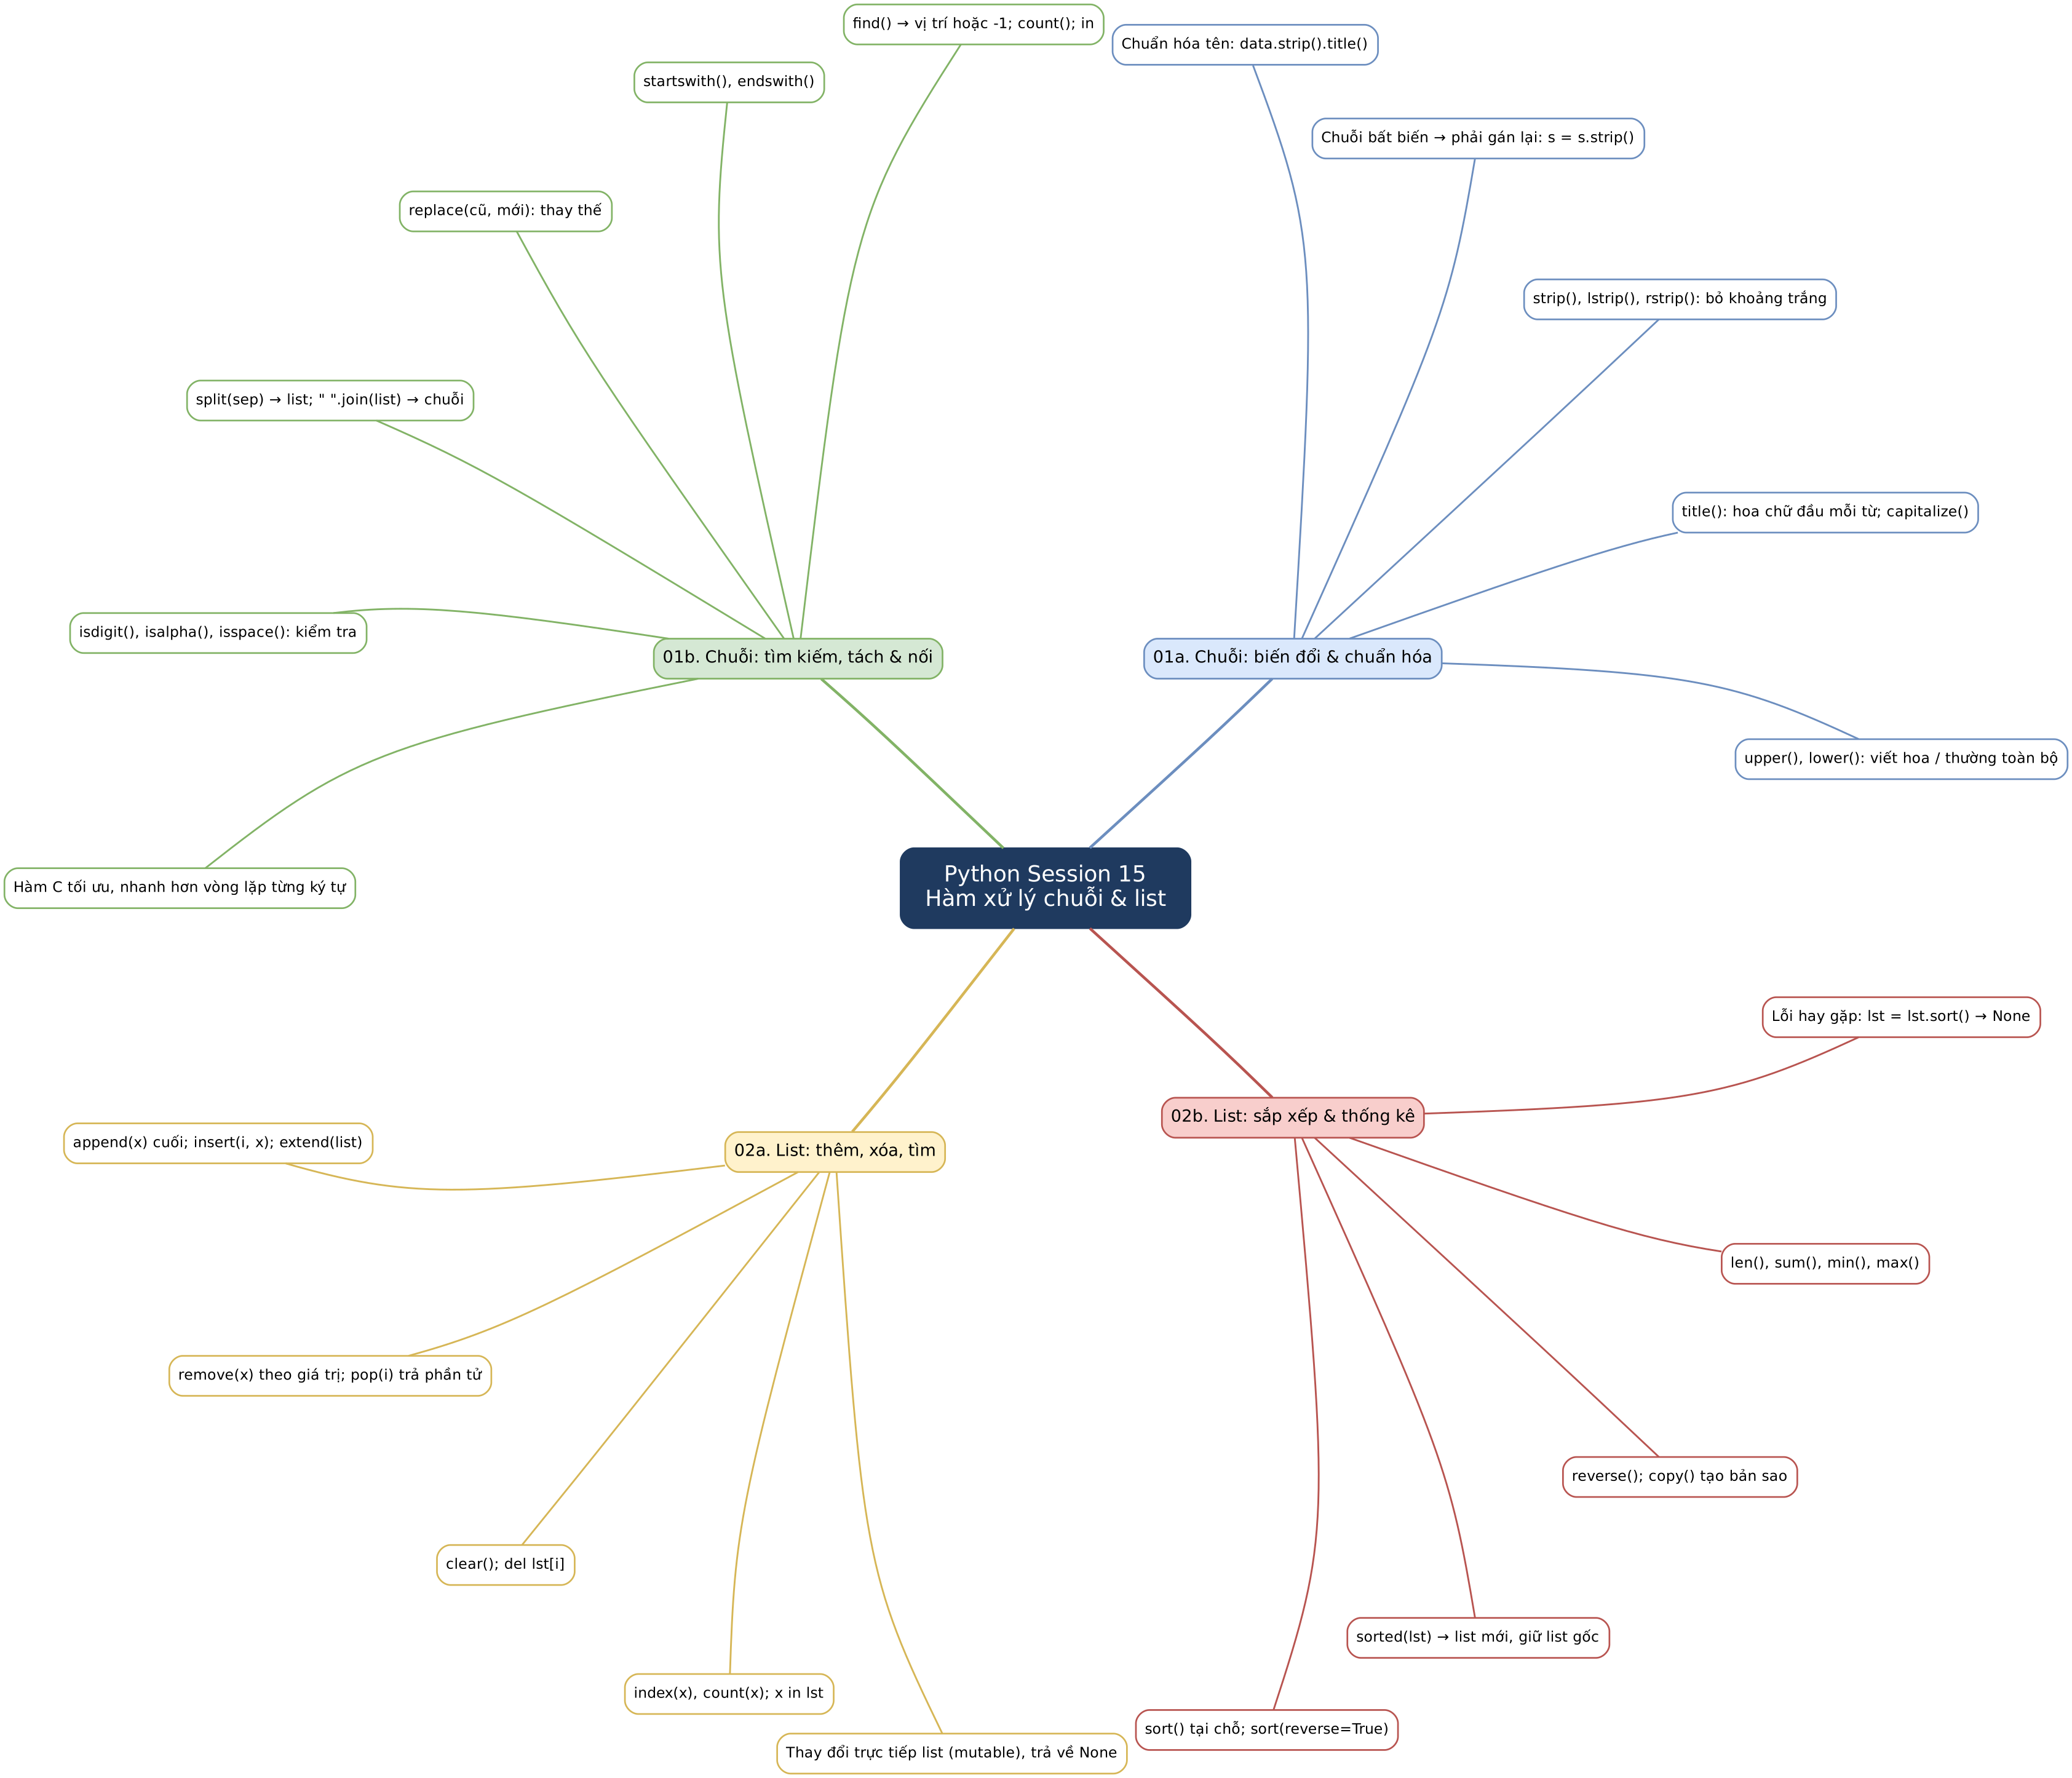 find() → vị trí hoặc -1; count(); in
Chuẩn hóa tên: data.strip().title()
startswith(), endswith()
Chuỗi bất biến → phải gán lại: s = s.strip()
replace(cũ, mới): thay thế
strip(), lstrip(), rstrip(): bỏ khoảng trắng
split(sep) → list; " ".join(list) → chuỗi
title(): hoa chữ đầu mỗi từ; capitalize()
isdigit(), isalpha(), isspace(): kiểm tra
01b. Chuỗi: tìm kiếm, tách & nối
01a. Chuỗi: biến đổi & chuẩn hóa
upper(), lower(): viết hoa / thường toàn bộ
Hàm C tối ưu, nhanh hơn vòng lặp từng ký tự
Python Session 15
Hàm xử lý chuỗi & list
Lỗi hay gặp: lst = lst.sort() → None
02b. List: sắp xếp & thống kê
append(x) cuối; insert(i, x); extend(list)
02a. List: thêm, xóa, tìm
len(), sum(), min(), max()
remove(x) theo giá trị; pop(i) trả phần tử
reverse(); copy() tạo bản sao
clear(); del lst[i]
sorted(lst) → list mới, giữ list gốc
index(x), count(x); x in lst
sort() tại chỗ; sort(reverse=True)
Thay đổi trực tiếp list (mutable), trả về None